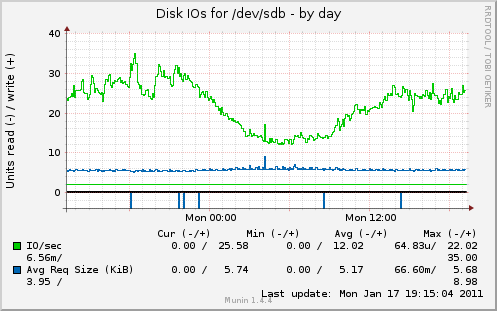 Disk IOs for /dev/sdb - by day
RRDTOOL / TOBI OETIKER
Units read (-) / write (+)
40
30
20
10
0
Mon 00:00 Mon 12:00
Cur (-/+) Min (-/+) Avg (-/+) Max (-/+)
IO/sec 0.00 / 25.58 0.00 / 12.02 64.83u/ 22.02
6.56m/ 35.00
Avg Req Size (KiB) 0.00 / 5.74 0.00 / 5.17 66.60m/ 5.68
3.95 / 8.98
Last update: Mon Jan 17 19:15:04 2011
Munin 1.4.4